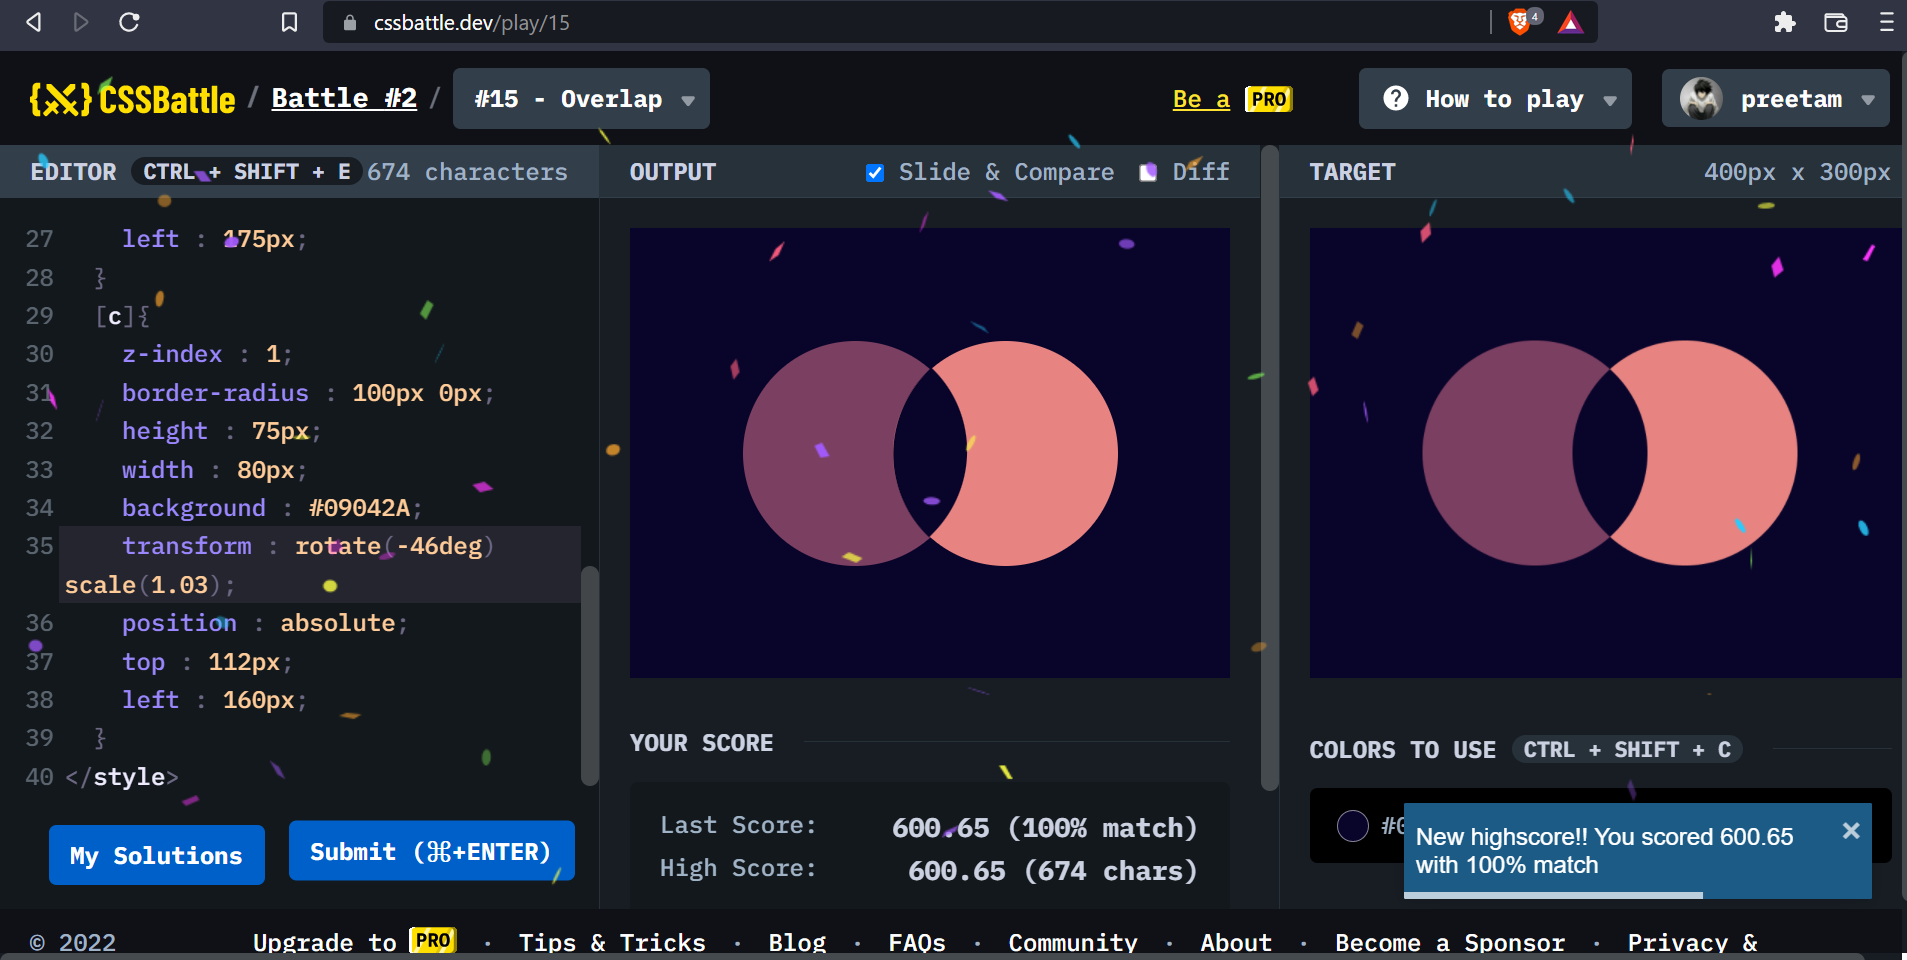 cssbattle.dev/play/15
4
{X} CSSBattle / Battle #2 / #15 - Overlap
Be a PRO
How to play
preetam
EDITOR CTRL + SHIFT + E 674 characters
OUTPUT
Slide & Compare
Diff
TARGET
400px x 300px
27 left : 175px;
28 }
29 [c]{
30 z-index : 1;
31 border-radius : 100px 0px;
32 height : 75px;
33 width : 80px;
34 background : #09042A;
35 transform : rotate(-46deg)
scale(1.03);
36 position : absolute;
37 top : 112px;
38 left : 160px;
39 }
40 </style>
My Solutions
Submit (⌘+ENTER)
YOUR SCORE
Last Score: 600.65 (100% match)
High Score: 600.65 (674 chars)
COLORS TO USE CTRL + SHIFT + C
New highscore!! You scored 600.65
with 100% match
© 2022
Upgrade to PRO · Tips & Tricks · Blog · FAQs · Community · About · Become a Sponsor · Privacy &